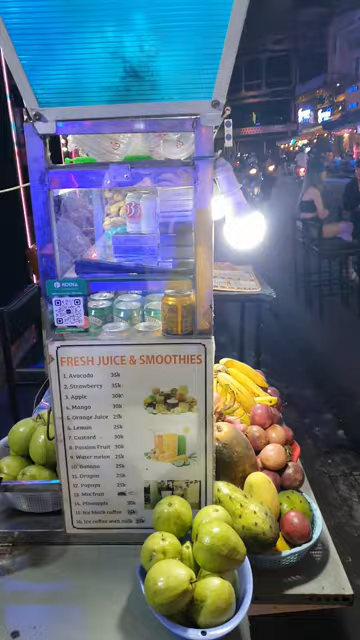 333
FRESH JUICE & SMOOTHIES
1. Avocado 35k
2. Strawberry 35k
3. Apple 30k
4. Mango 30k
5. Orange Juice 25k
6. Lemon 25k
7. Custard 30k
8. Passion Fruit 30k
9. Water melon 25k
10. Banana 25k
11. Dragon 25k
12. Papaya 25k
13. Mix fruit
14. Pineapple
15. Ice black coffee
16. Ice coffee with milk